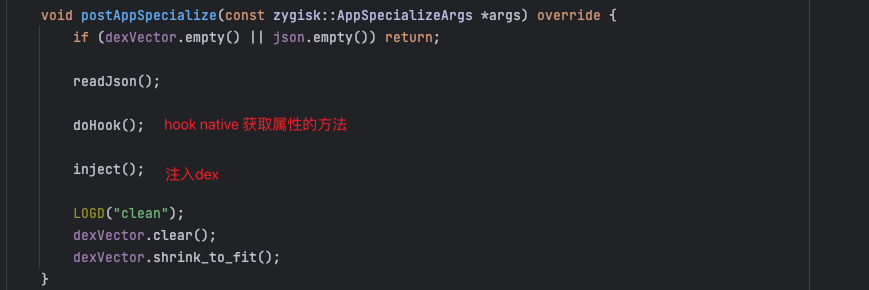 void postAppSpecialize(const zygisk::AppSpecializeArgs *args) override {
if (dexVector.empty() || json.empty()) return;
readJson();
doHook(); hook native 获取属性的方法
inject(); 注入dex
LOGD("clean");
dexVector.clear();
dexVector.shrink_to_fit();
}